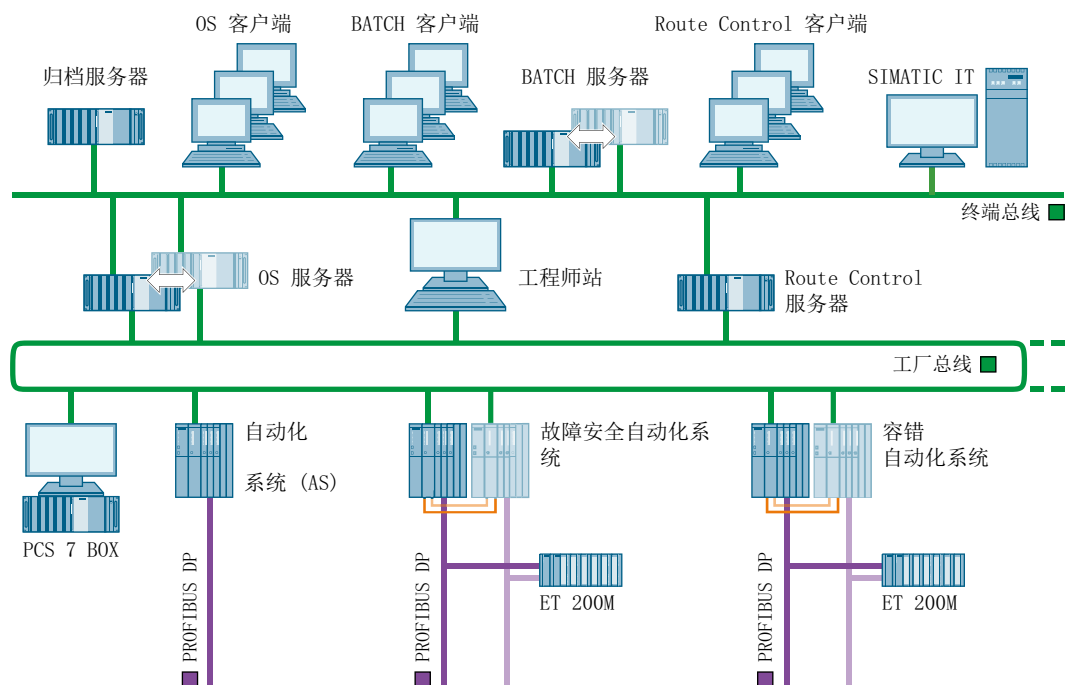 OS 客户端
BATCH 客户端
Route Control 客户端
归档服务器
BATCH 服务器
SIMATIC IT
终端总线
OS 服务器
工程师站
Route Control
服务器
工厂总线
自动化
系统 (AS)
故障安全自动化系
统
容错
自动化系统
PCS 7 BOX
PROFIBUS DP
PROFIBUS DP
ET 200M
PROFIBUS DP
ET 200M